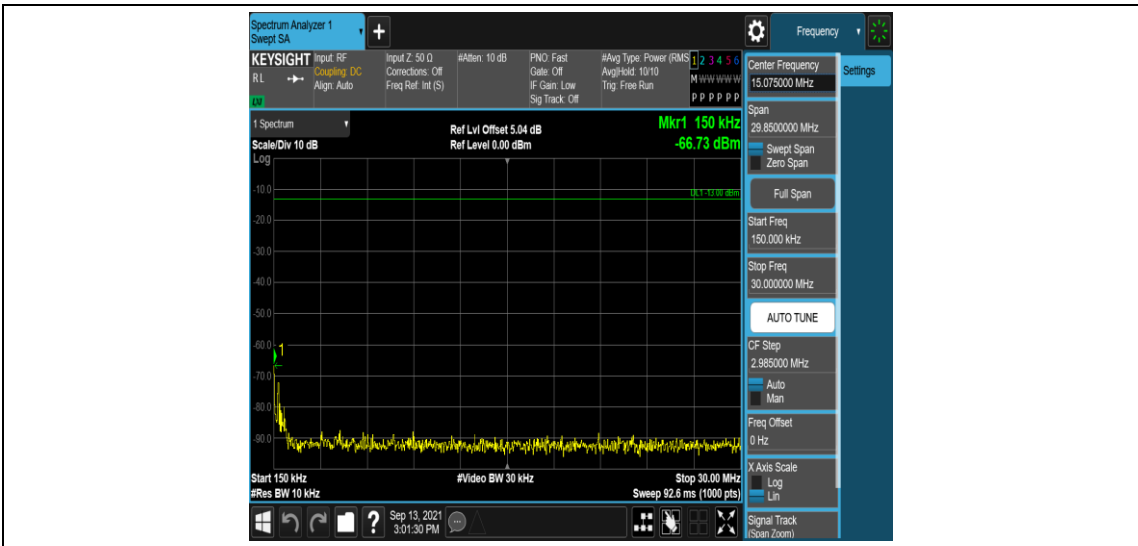 Spectrum Analyzer 1
Swept SA
+
Frequency
KEYSIGHT
RL
LXI
Input: RF
Coupling: DC
Align: Auto
Input Z: 50 Ω
Corrections: Off
Freq Ref: Int (S)
#Atten: 10 dB
PNO: Fast
Gate: Off
IF Gain: Low
Sig Track: Off
#Avg Type: Power (RMS
Avg|Hold: 10/10
Trig: Free Run
1 2 3 4 5 6
M W W W W W
P P P P P P
Center Frequency
15.075000 MHz
Settings
Span
29.8500000 MHz
Swept Span
Zero Span
Full Span
Start Freq
150.000 kHz
Stop Freq
30.000000 MHz
AUTO TUNE
CF Step
2.985000 MHz
Auto
Man
Freq Offset
0 Hz
X Axis Scale
Log
Lin
Signal Track
(Span Zoom)
1 Spectrum
Scale/Div 10 dB
Log
Ref Lvl Offset 5.04 dB
Ref Level 0.00 dBm
Mkr1 150 kHz
-66.73 dBm
DL1 -13.00 dBm
-10.0
-20.0
-30.0
-40.0
-50.0
-60.0
1
-70.0
-80.0
-90.0
Start 150 kHz
#Res BW 10 kHz
#Video BW 30 kHz
Stop 30.00 MHz
Sweep 92.6 ms (1000 pts)
?
Sep 13, 2021
3:01:30 PM